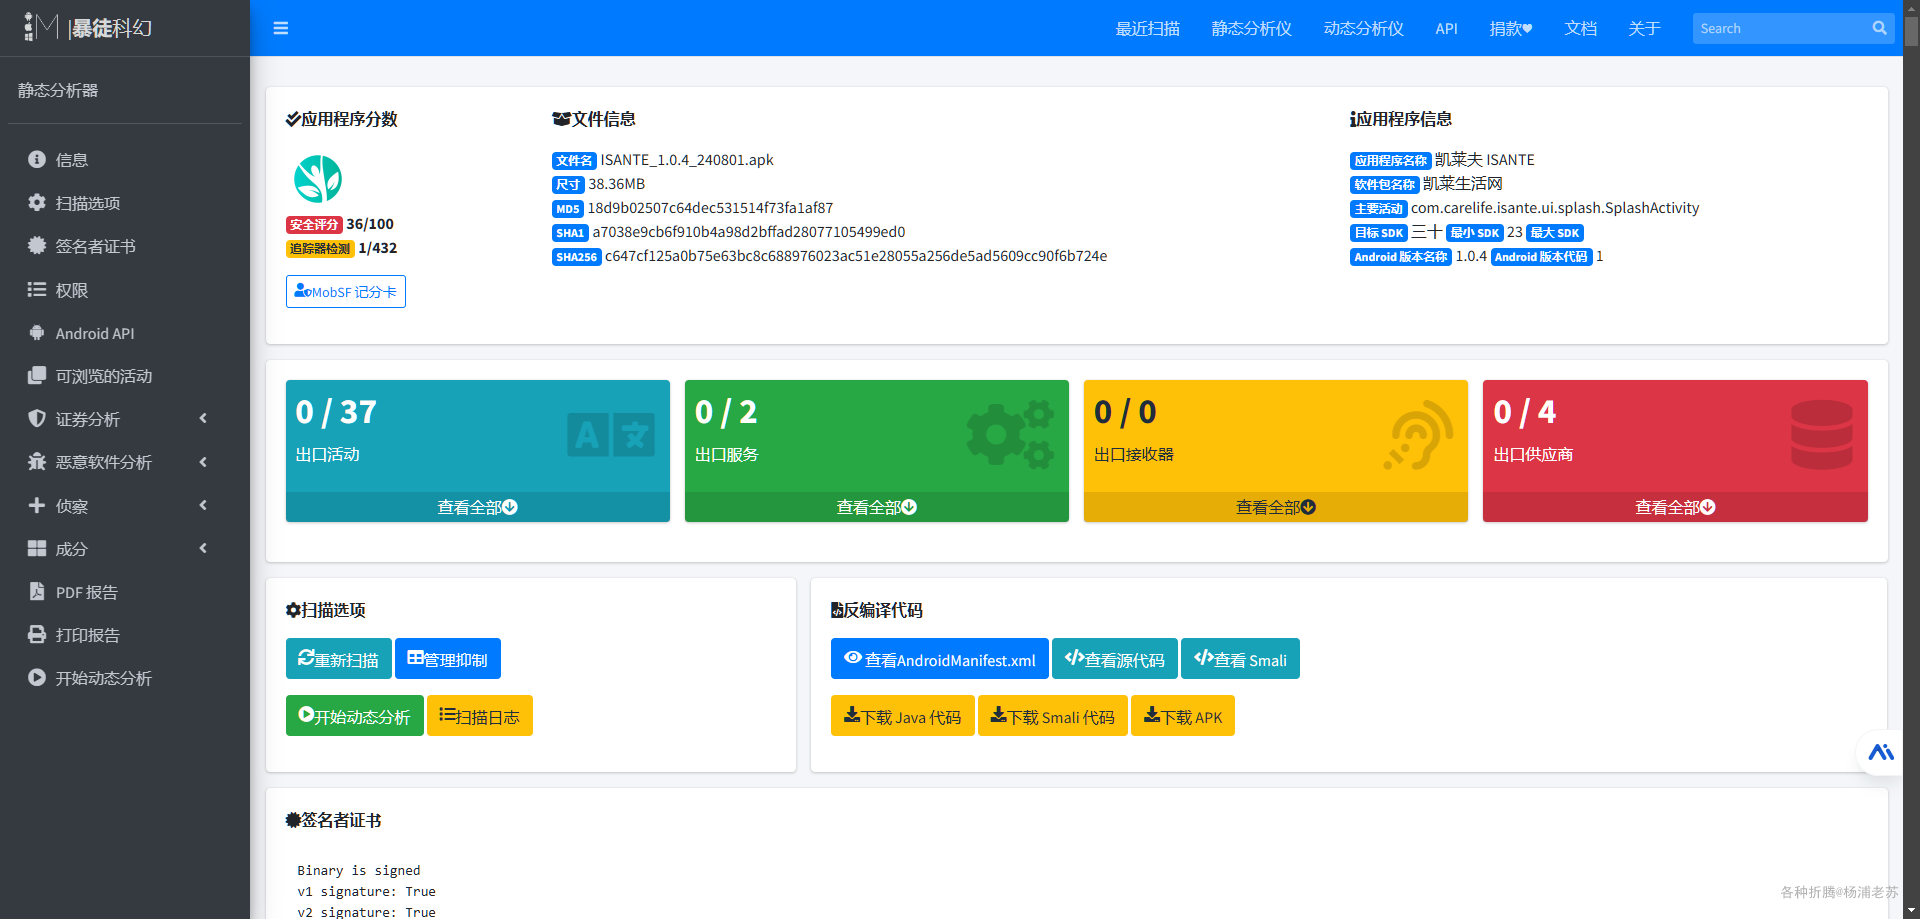 iM |暴徒科幻
最近扫描 静态分析仪 动态分析仪 API 捐款♥ 文档 关于 Search
静态分析器
信息
扫描选项
签名者证书
权限
Android API
可浏览的活动
证券分析
恶意软件分析
侦察
成分
PDF 报告
打印报告
开始动态分析
应用程序分数
安全评分 36/100
追踪器检测 1/432
MobSF 记分卡
文件信息
文件名 ISANTE_1.0.4_240801.apk
尺寸 38.36MB
MD5 18d9b02507c64dec531514f73fa1af87
SHA1 a7038e9cb6f910b4a98d2bffad28077105499ed0
SHA256 c647cf125a0b75e63bc8c688976023ac51e28055a256de5ad5609cc90f6b724e
应用程序信息
应用程序名称 凯莱夫 ISANTE
软件包名称 凯莱生活网
主要活动 com.carelife.isante.ui.splash.SplashActivity
目标 SDK 三十 最小 SDK 23 最大 SDK
Android 版本名称 1.0.4 Android 版本代码 1
0 / 37
出口活动
查看全部
0 / 2
出口服务
查看全部
0 / 0
出口接收器
查看全部
0 / 4
出口供应商
查看全部
扫描选项
重新扫描 管理抑制
开始动态分析 扫描日志
反编译代码
查看AndroidManifest.xml 查看源代码 查看 Smali
下载 Java 代码 下载 Smali 代码 下载 APK
签名者证书
Binary is signed
v1 signature: True
v2 signature: True
各种折腾@杨浦老苏